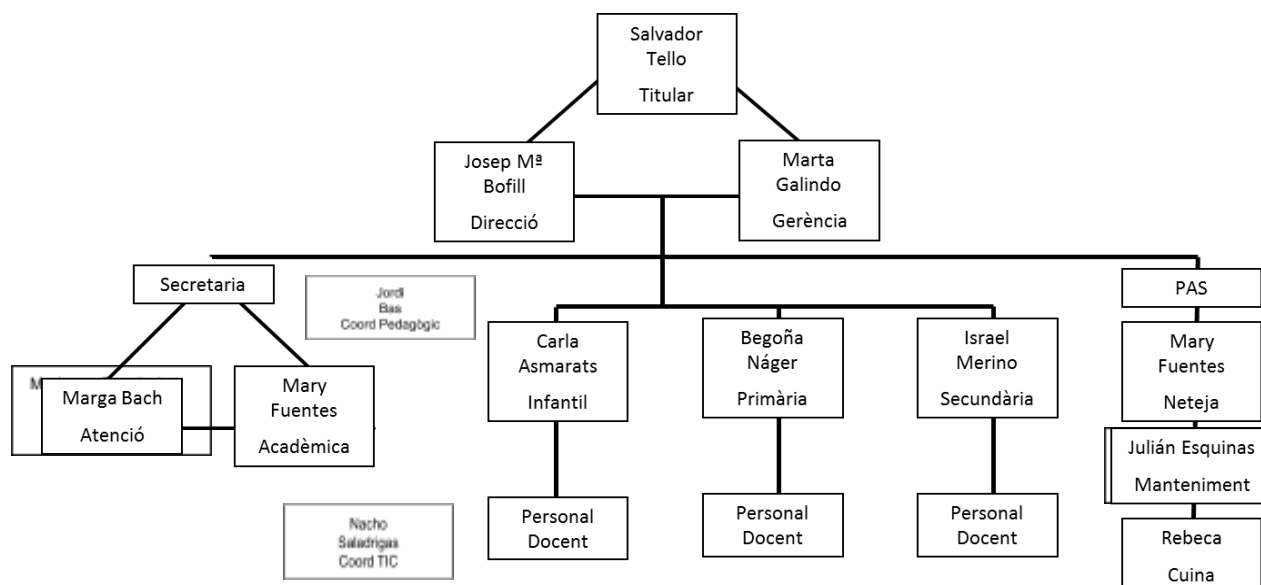 Salvador
Tello
Titular
Josep Mª
Bofill
Direcció
Marta
Galindo
Gerència
Secretaria
Jordi
Bas
Coord Pedagògic
PAS
Carla
Asmarats
Infantil
Begoña
Náger
Primària
Israel
Merino
Secundària
Mary
Fuentes
Neteja
Marga Bach
Atenció
Mary
Fuentes
Acadèmica
Julián Esquinas
Manteniment
Nacho
Saladrigas
Coord TIC
Personal
Docent
Personal
Docent
Personal
Docent
Rebeca
Cuina